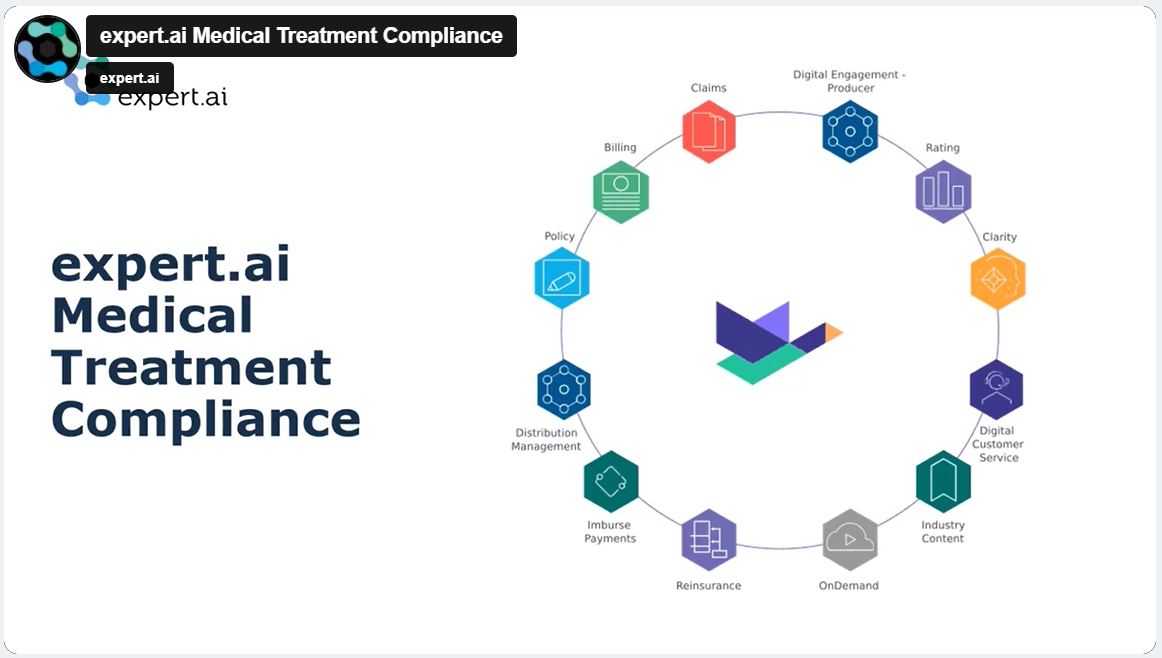 expert.ai Medical Treatment Compliance
expert.ai
expert.ai
expert.ai
Medical
Treatment
Compliance
Digital Engagement -
Producer
Claims
Rating
Billing
Clarity
Policy
Digital
Customer
Service
Distribution
Management
Industry
Content
Imburse
Payments
OnDemand
Reinsurance